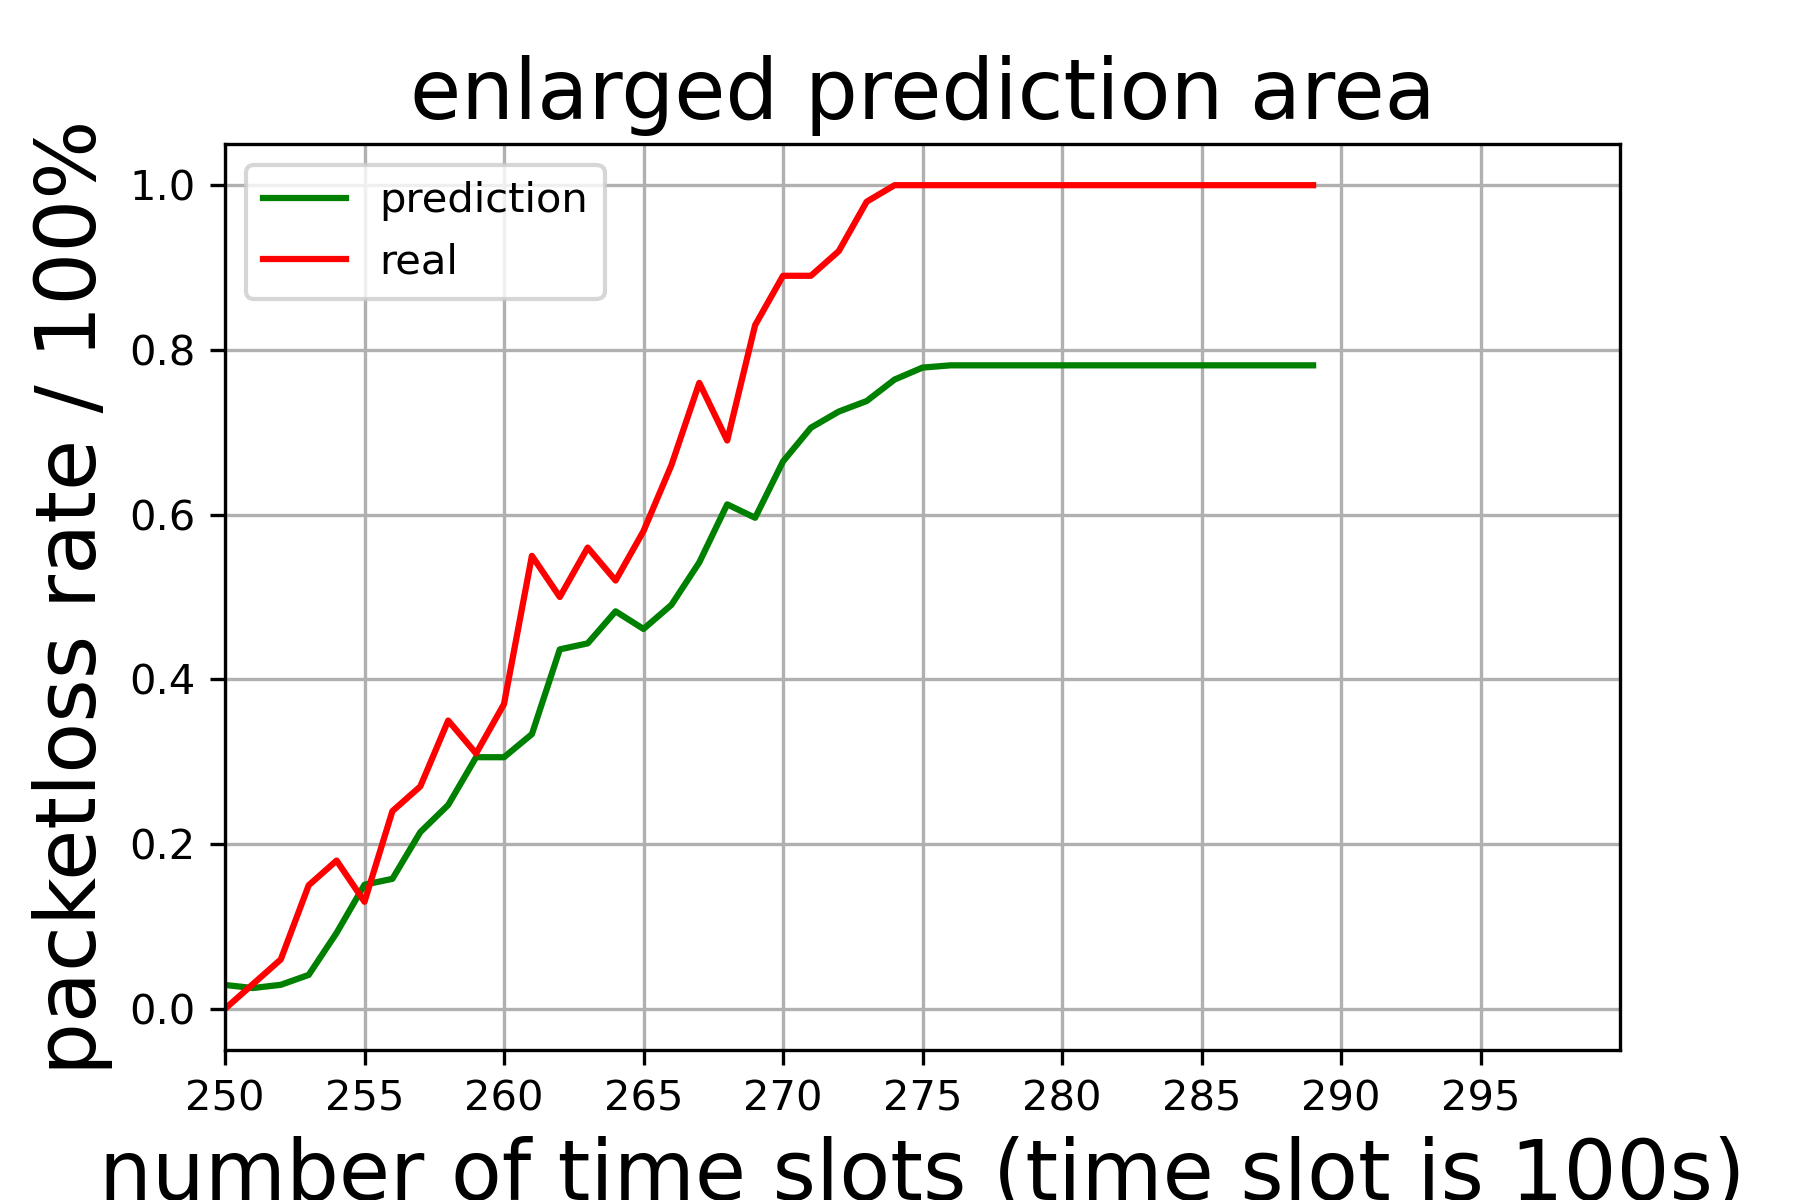 enlarged prediction area
packetloss rate / 100%
prediction
real
1.0
0.8
0.6
0.4
0.2
0.0
250 255 260 265 270 275 280 285 290 295
number of time slots (time slot is 100s)